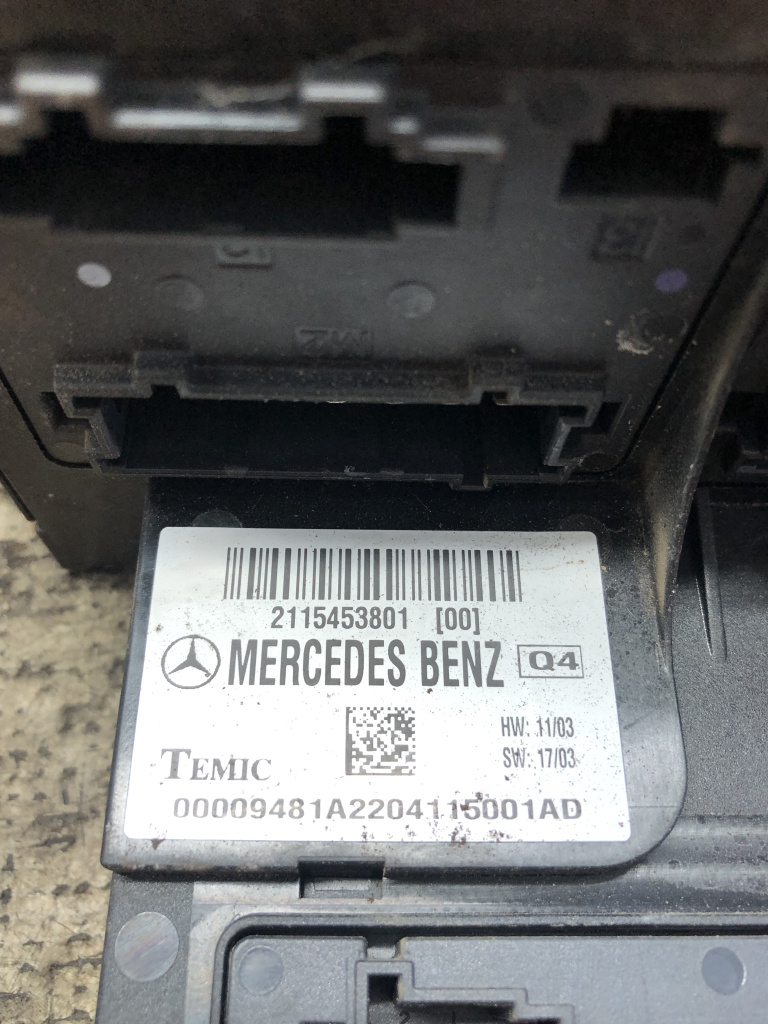 2115453801 [00]
MERCEDES BENZ Q4
HW: 11/03
SW: 17/03
TEMIC
00009481A2204115001AD